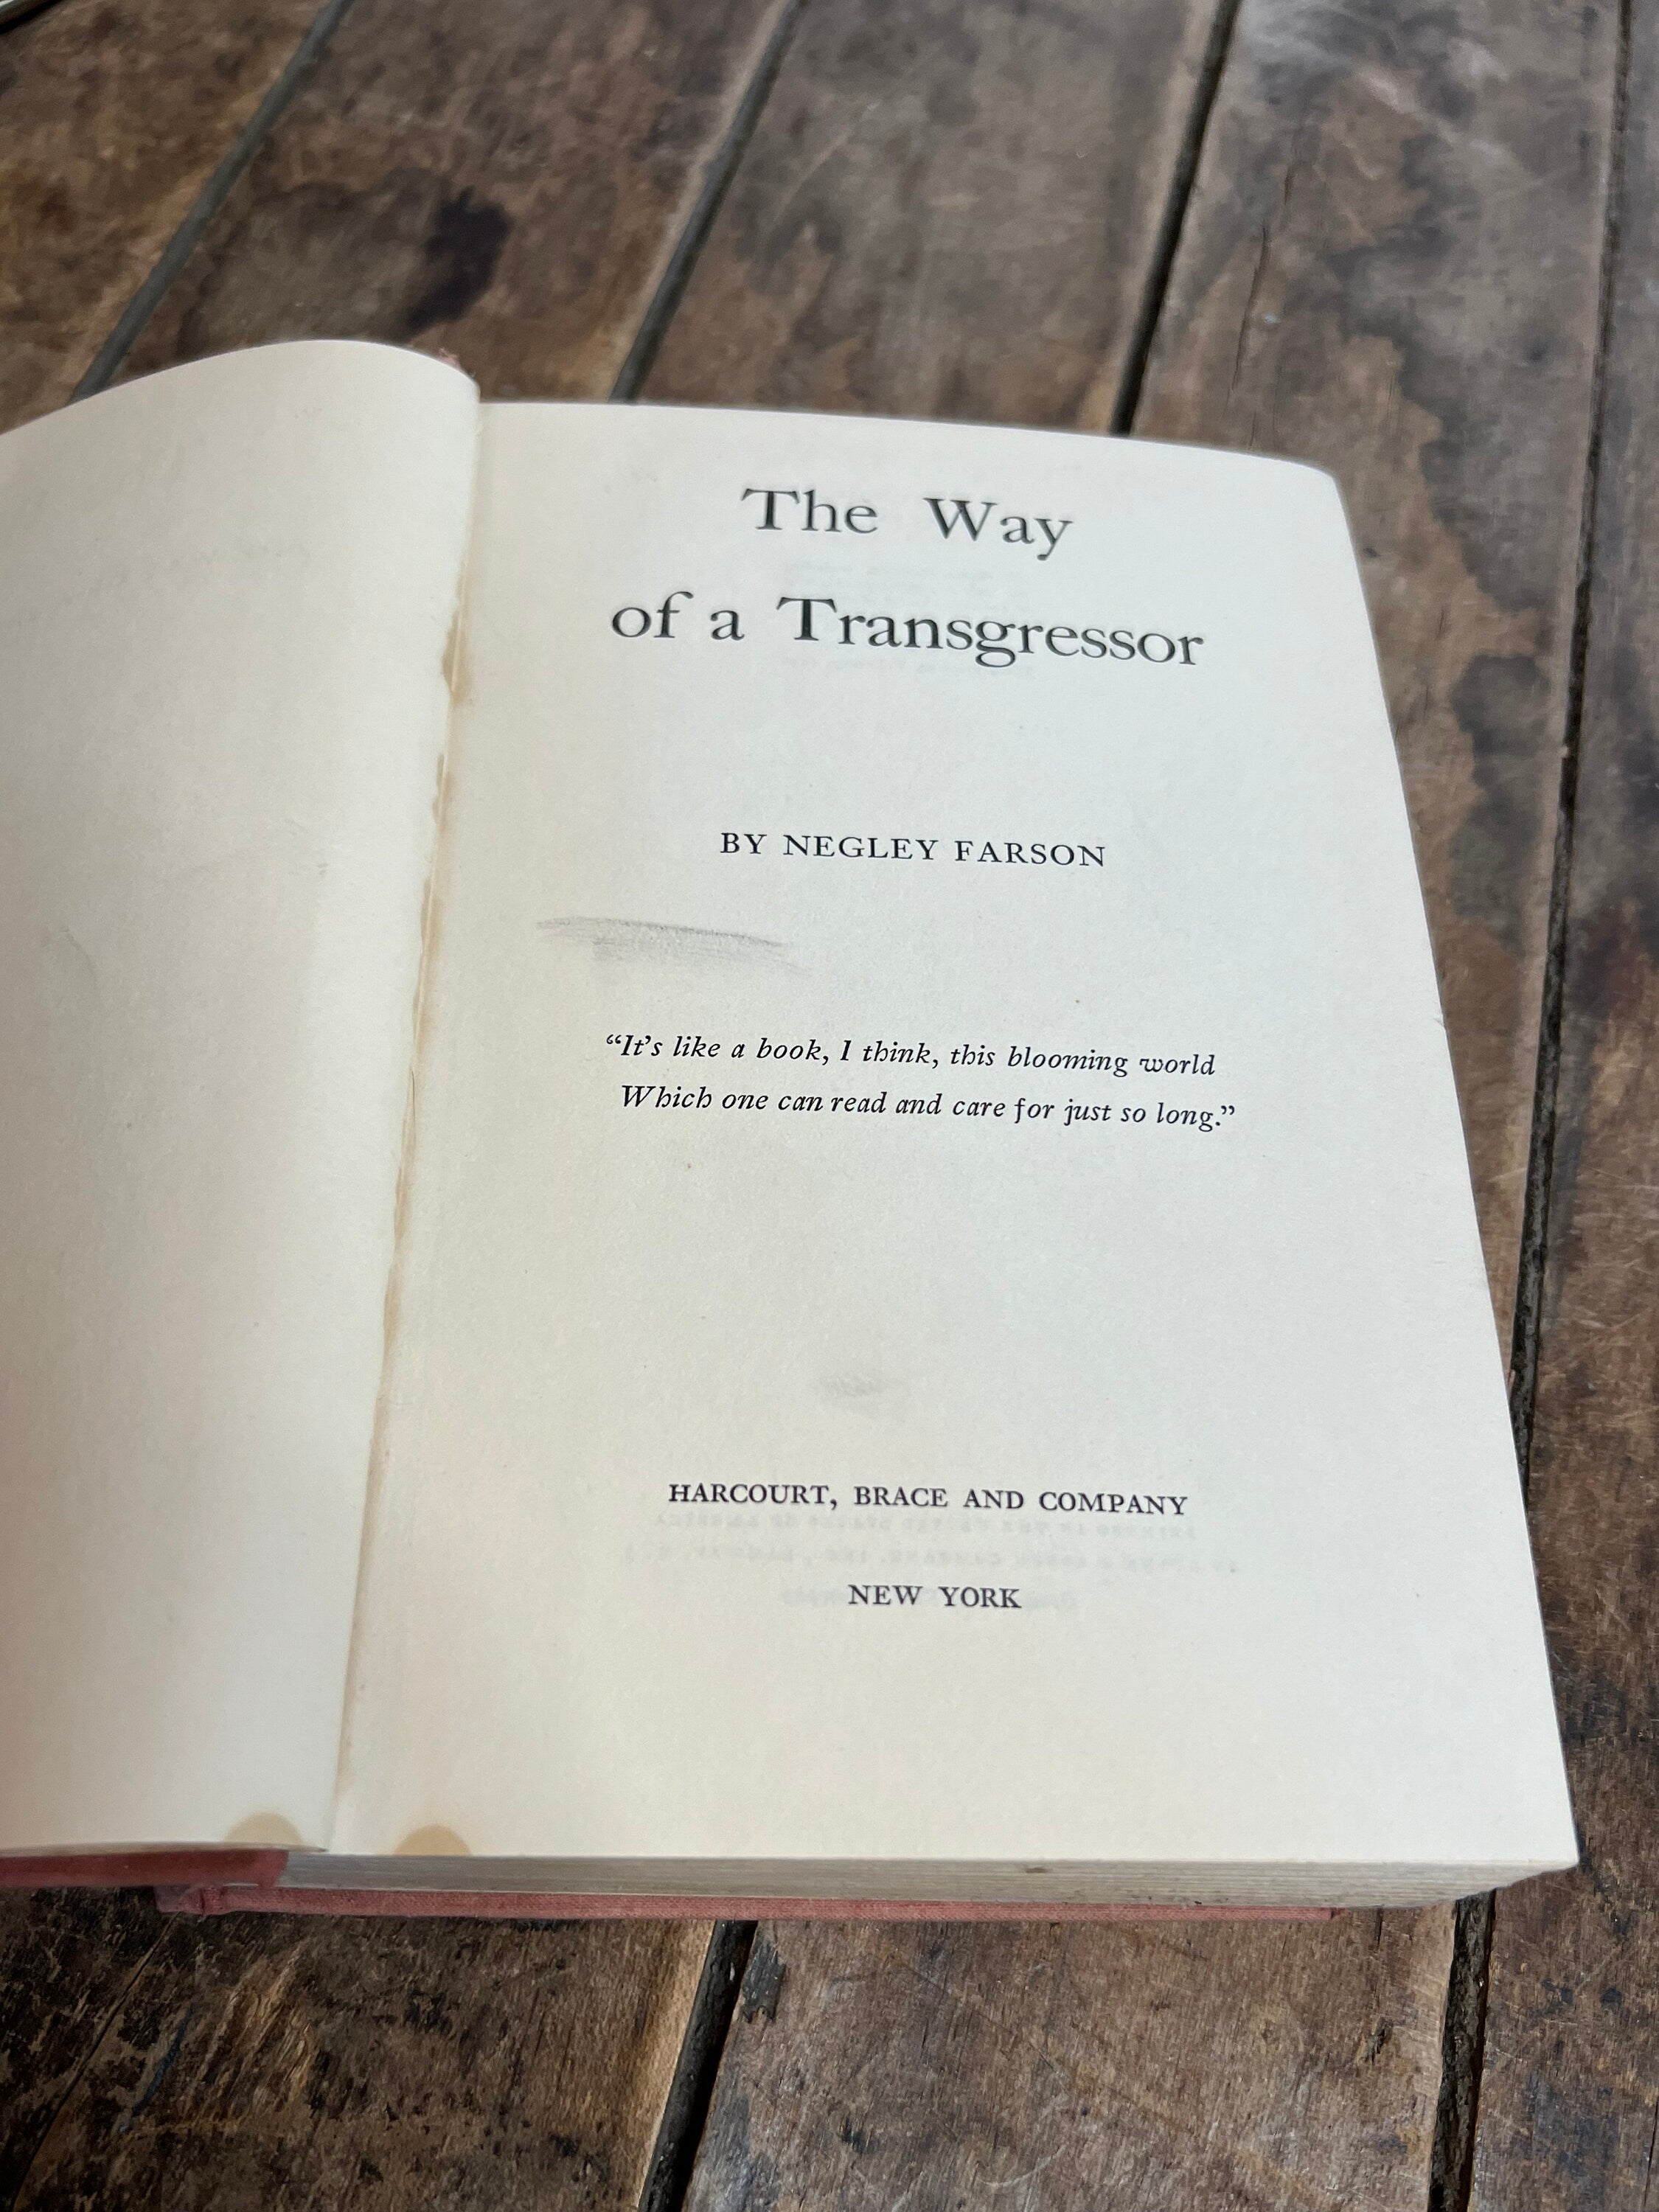 The Way
of a Transgressor
BY NEGLEY FARSON
“It’s like a book, I think, this blooming world
Which one can read and care for just so long.”
HARCOURT, BRACE AND COMPANY
NEW YORK